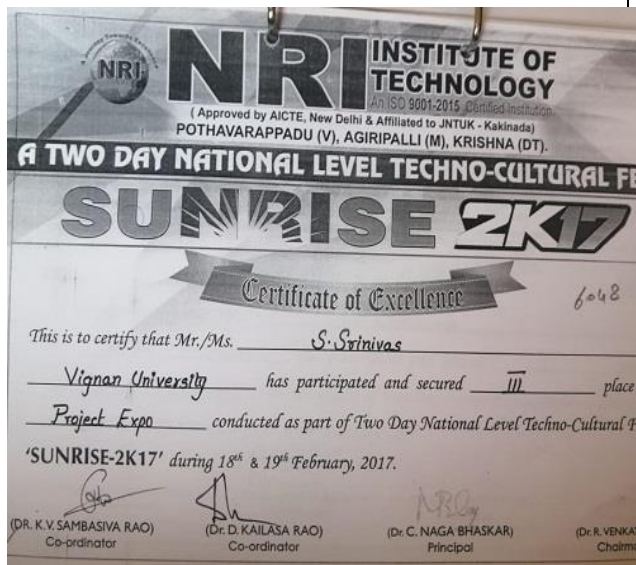 NRI
NRI INSTITUTE OF
TECHNOLOGY
An ISO 9001-2015 Certified Institution
( Approved by AICTE, New Delhi & Affiliated to JNTUK - Kakinada)
POTHAVARAPPADU (V), AGIRIPALLI (M), KRISHNA (DT).
A TWO DAY NATIONAL LEVEL TECHNO-CULTURAL FE
SUNRISE 2K17
Certificate of Excellence
6048
This is to certify that Mr./Ms. S. Srinivas
Vignan University has participated and secured III place
Project Expo conducted as part of Two Day National Level Techno-Cultural F
'SUNRISE-2K17' during 18th & 19th February, 2017.
(DR. K.V. SAMBASIVA RAO) (Dr. D. KAILASA RAO) (Dr. C. NAGA BHASKAR) (Dr. R. VENKA
Co-ordinator Co-ordinator Principal Chairm